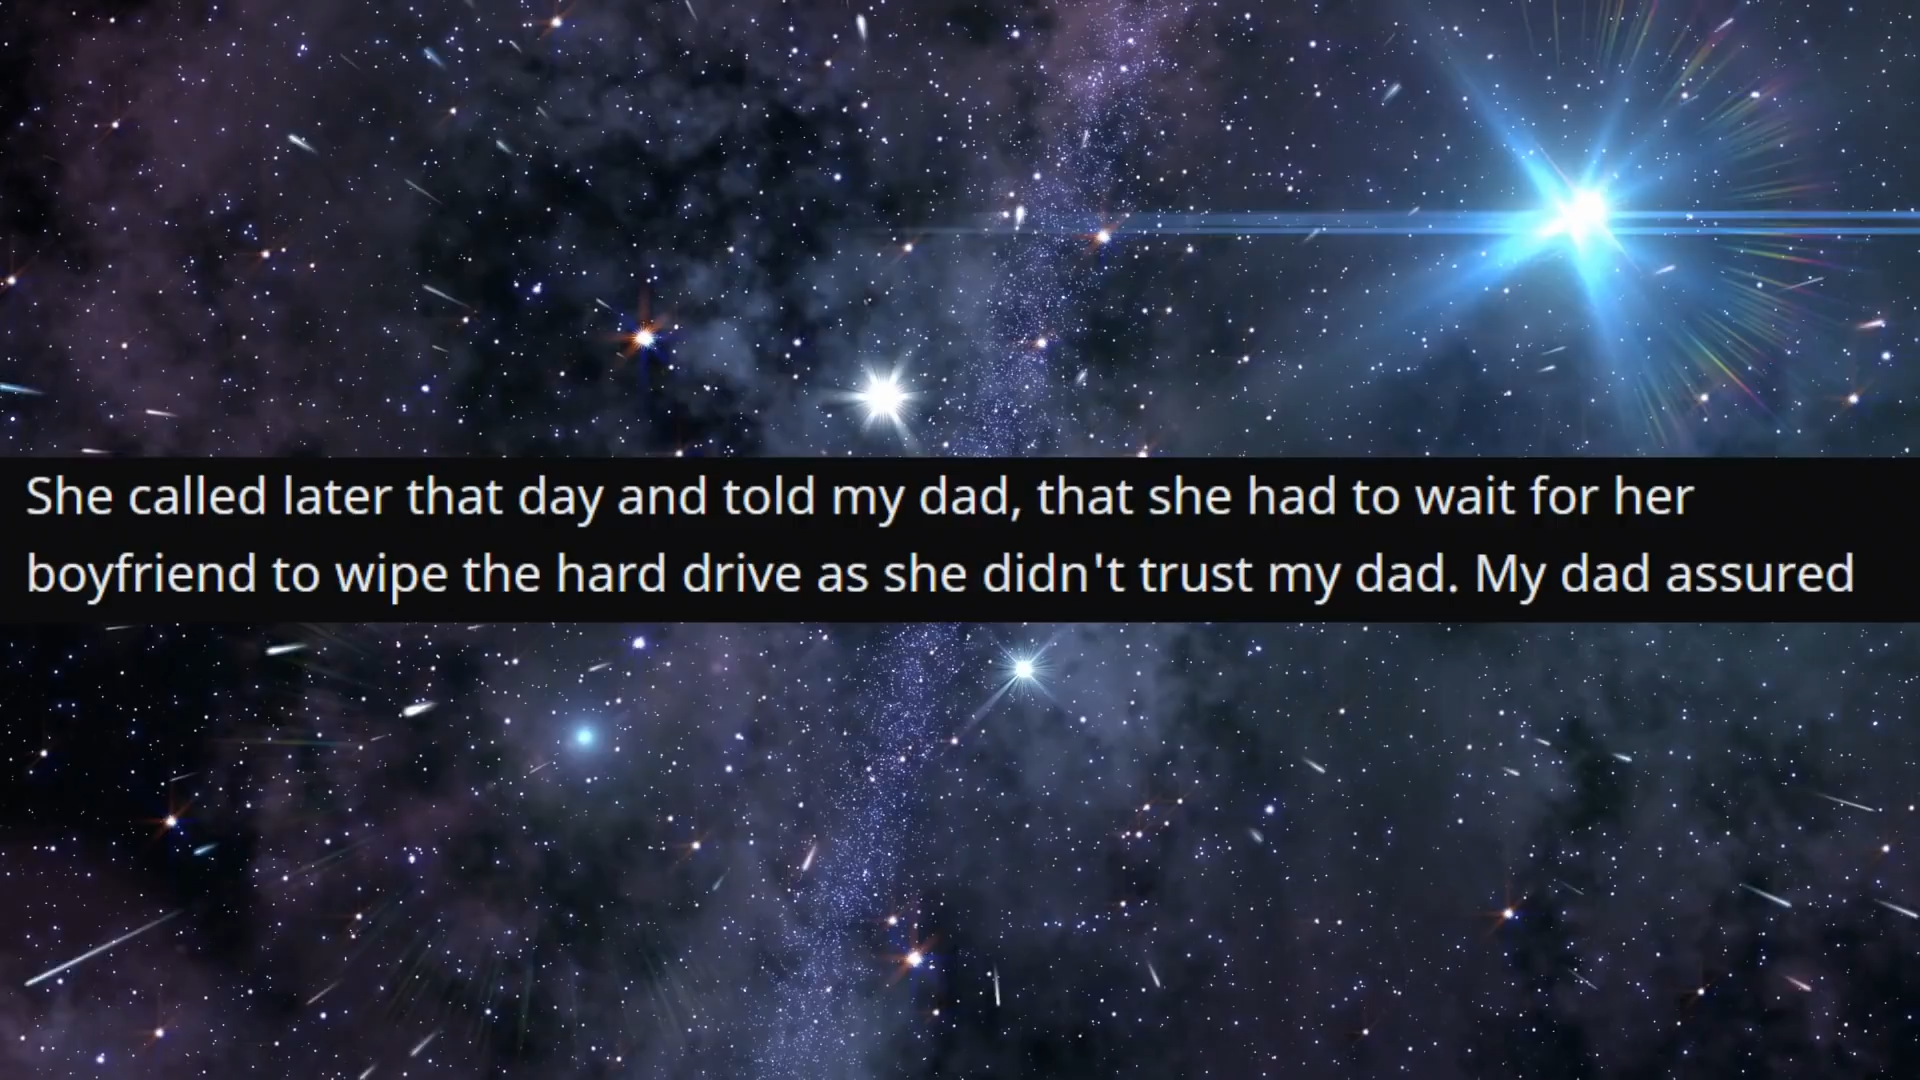 She called later that day and told my dad, that she had to wait for her
boyfriend to wipe the hard drive as she didn't trust my dad. My dad assured